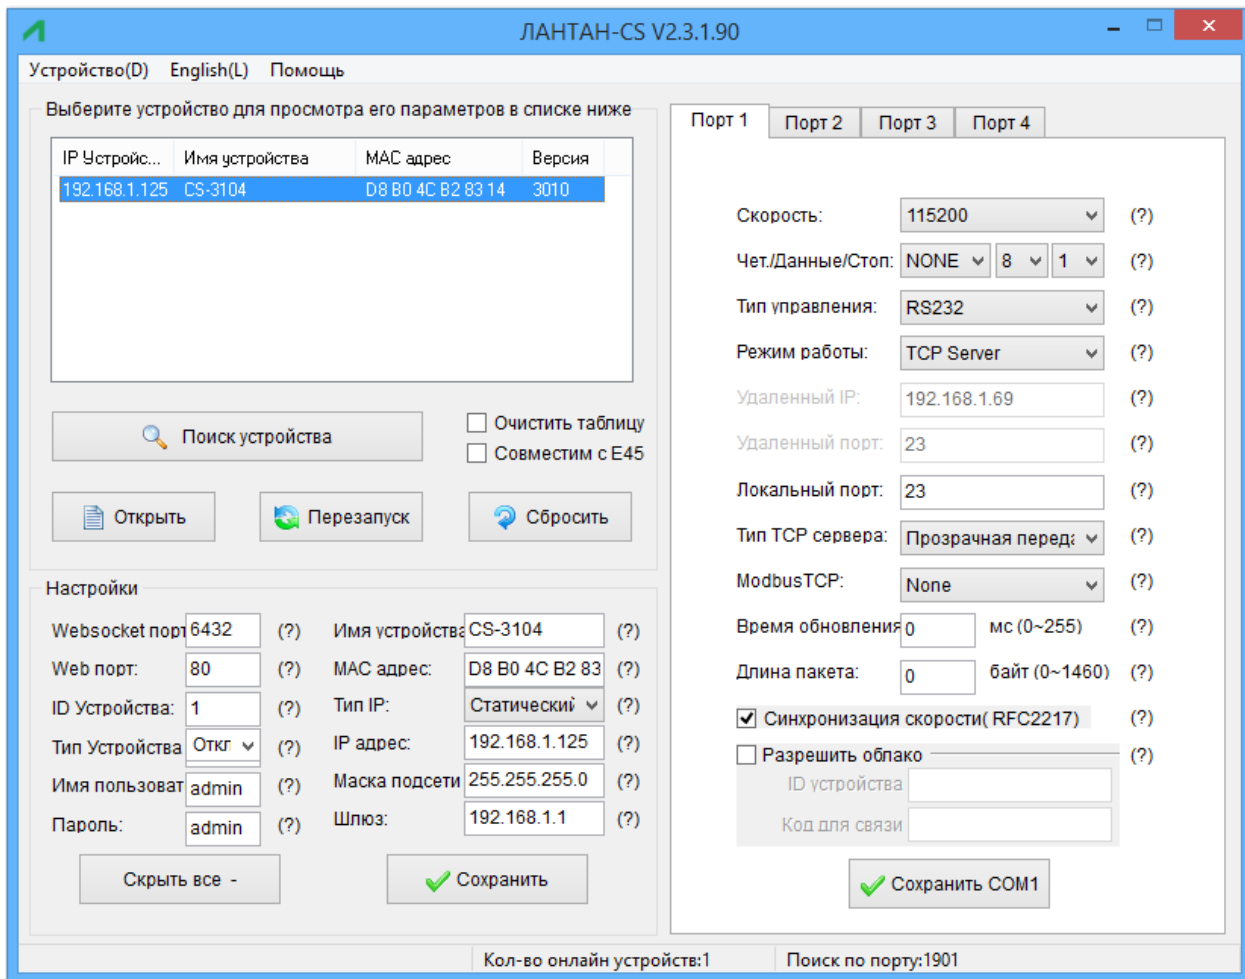 ЛАНТАН-CS V2.3.1.90
Устройство(D) English(L) Помощь
Выберите устройство для просмотра его параметров в списке ниже
IP Устройс... Имя устройства MAC адрес Версия
192.168.1.125 CS-3104 D8 B0 4C B2 83 14 3010
Поиск устройства
Очистить таблицу
Совместим с E45
Открыть Перезапуск Сбросить
Настройки
Websocket порт 6432 (?) Имя устройства CS-3104 (?)
Web порт: 80 (?) MAC адрес: D8 B0 4C B2 83 (?)
ID Устройства: 1 (?) Тип IP: Статический (?)
Тип Устройства Откл (?) IP адрес: 192.168.1.125 (?)
Имя пользоват admin (?) Маска подсети 255.255.255.0 (?)
Пароль: admin (?) Шлюз: 192.168.1.1 (?)
Скрыть все - Сохранить
Порт 1 Порт 2 Порт 3 Порт 4
Скорость: 115200 (?)
Чет./Данные/Стоп: NONE 8 1 (?)
Тип управления: RS232 (?)
Режим работы: TCP Server (?)
Удаленный IP: 192.168.1.69 (?)
Удаленный порт: 23 (?)
Локальный порт: 23 (?)
Тип TCP сервера: Прозрачная переда (?)
ModbusTCP: None (?)
Время обновления 0 мс (0~255) (?)
Длина пакета: 0 байт (0~1460) (?)
Синхронизация скорости( RFC2217) (?)
Разрешить облако (?)
ID устройства
Код для связи
Сохранить COM1
Кол-во онлайн устройств:1 Поиск по порту:1901